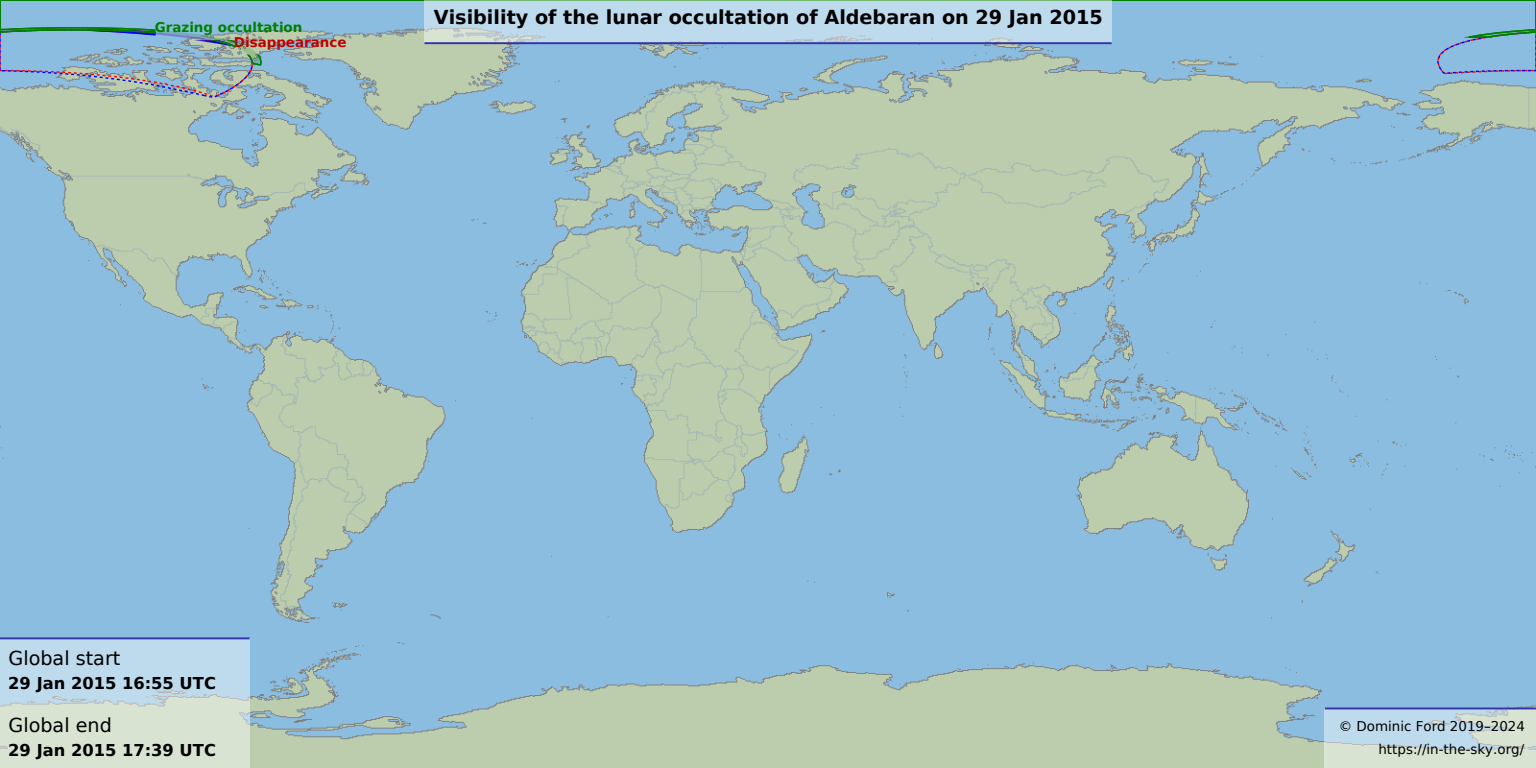 Visibility of the lunar occultation of Aldebaran on 29 Jan 2015
Grazing occultation
Disappearance
Global start
29 Jan 2015 16:55 UTC
Global end
29 Jan 2015 17:39 UTC
© Dominic Ford 2019–2024
https://in-the-sky.org/